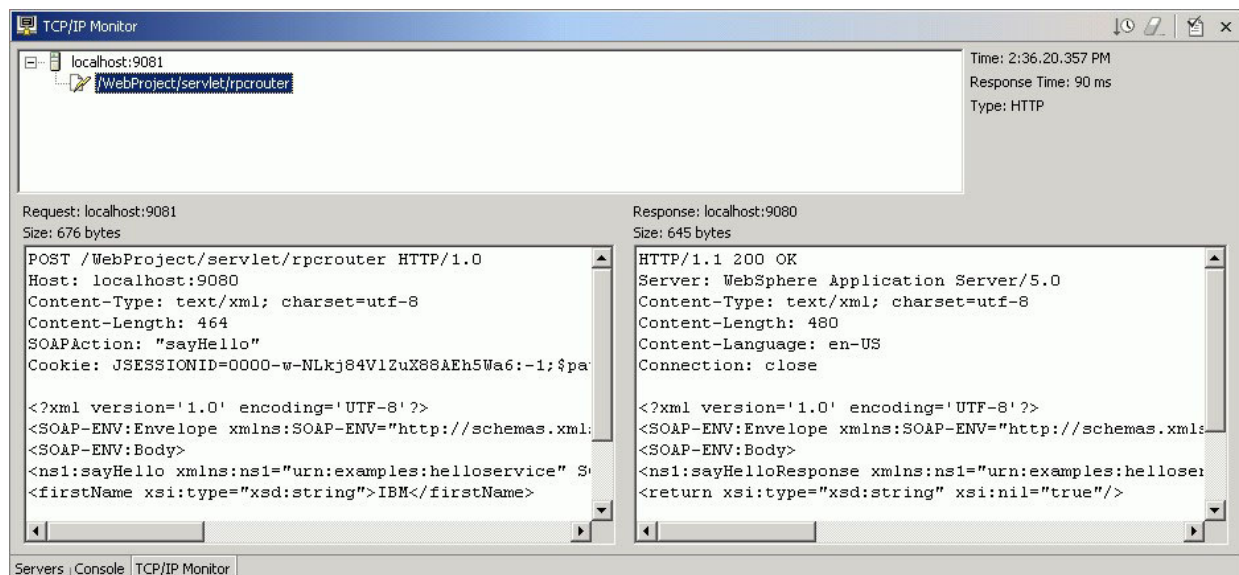 TCP/IP Monitor
localhost:9081
/WebProject/servlet/rpcrouter
Time: 2:36.20.357 PM
Response Time: 90 ms
Type: HTTP
Request: localhost:9081
Size: 676 bytes
POST /WebProject/servlet/rpcrouter HTTP/1.0
Host: localhost:9080
Content-Type: text/xml; charset=utf-8
Content-Length: 464
SOAPAction: "sayHello"
Cookie: JSESSIONID=0000-w-NLkj84VlZuX88AEh5Wa6:-1;$pa
<?xml version='1.0' encoding='UTF-8'?>
<SOAP-ENV:Envelope xmlns:SOAP-ENV="http://schemas.xml
<SOAP-ENV:Body>
<ns1:sayHello xmlns:ns1="urn:examples:helloservice" S
<firstName xsi:type="xsd:string">IBM</firstName>
Response: localhost:9080
Size: 645 bytes
HTTP/1.1 200 OK
Server: WebSphere Application Server/5.0
Content-Type: text/xml; charset=utf-8
Content-Length: 480
Content-Language: en-US
Connection: close
<?xml version='1.0' encoding='UTF-8'?>
<SOAP-ENV:Envelope xmlns:SOAP-ENV="http://schemas.xmls
<SOAP-ENV:Body>
<ns1:sayHelloResponse xmlns:ns1="urn:examples:helloser
<return xsi:type="xsd:string" xsi:nil="true"/>
Servers Console TCP/IP Monitor